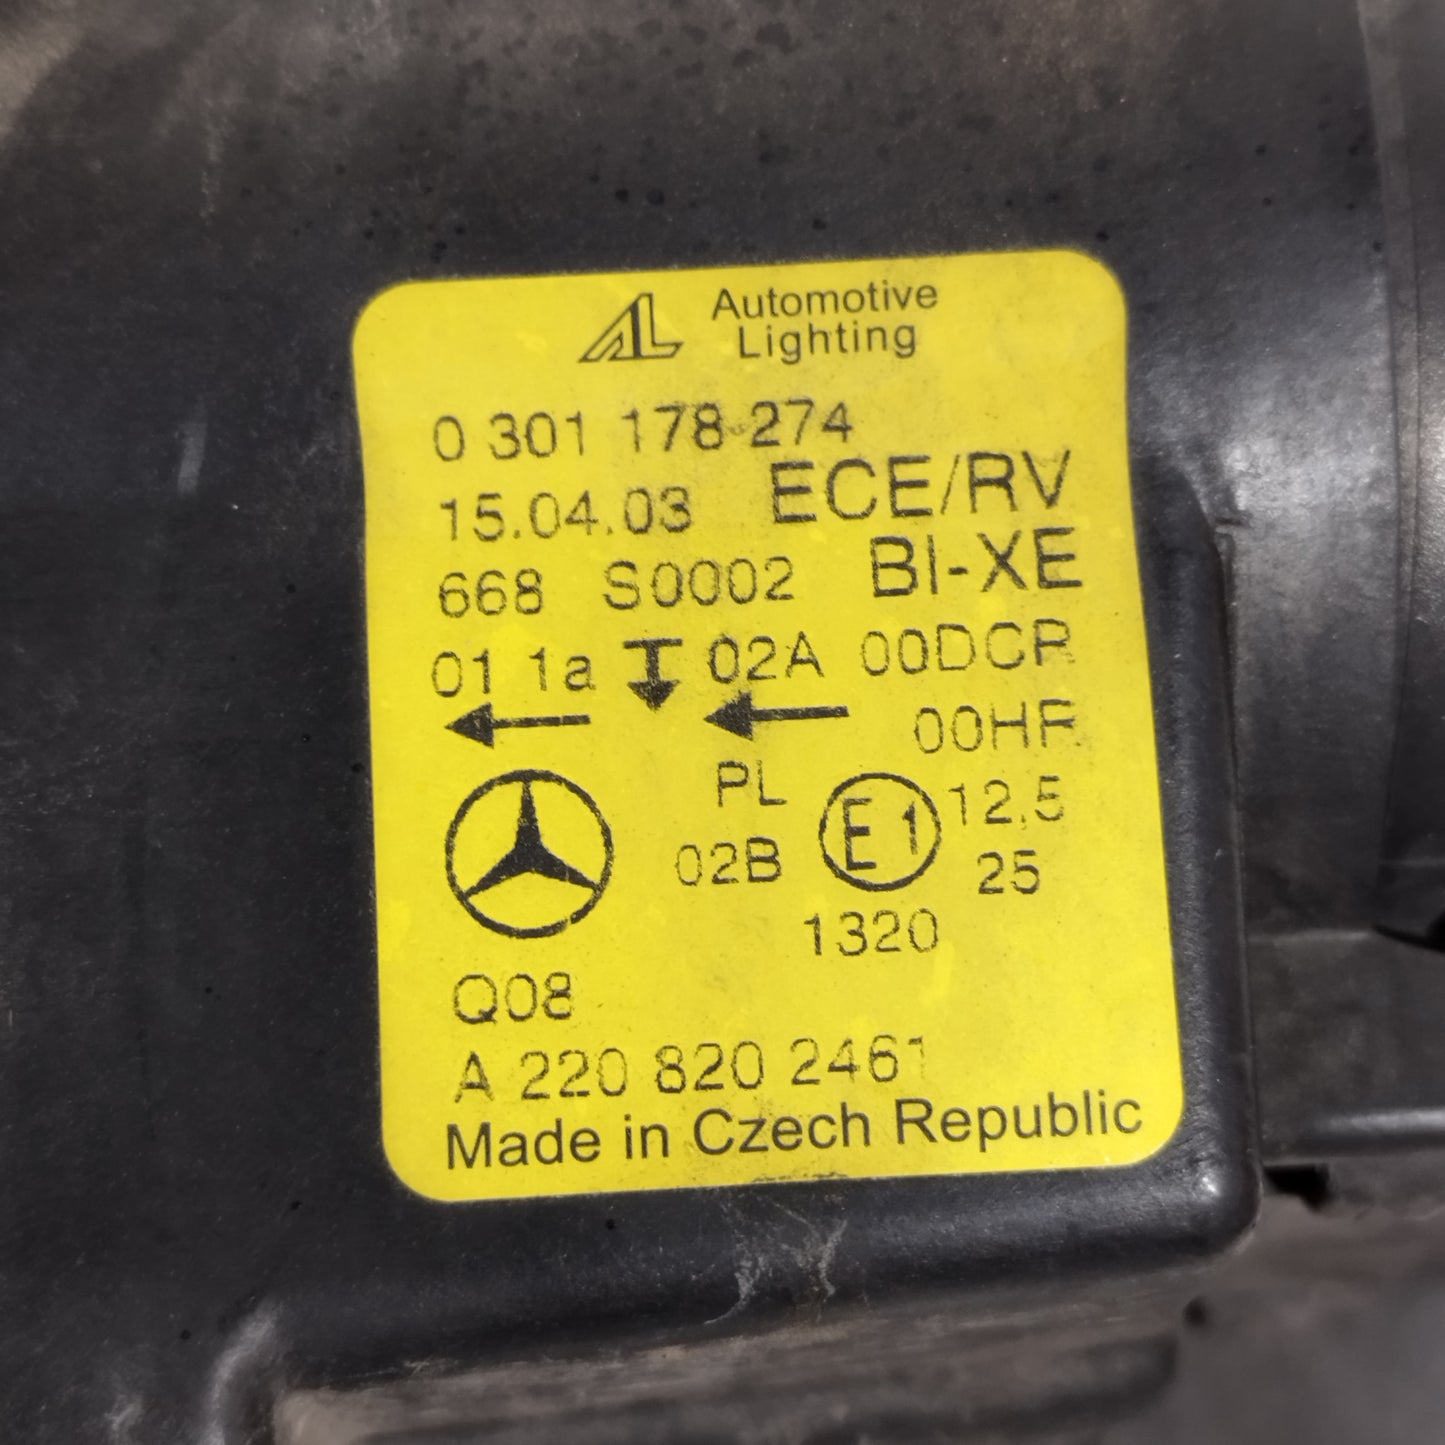 AL Automotive
Lighting
0 301 178 274
15.04.03 ECE/RV
668 S0002 BI-XE
01 1a 02A 00DCR
00HR
PL E1 12,5
02B 25
1320
Q08
A 220 820 2461
Made in Czech Republic